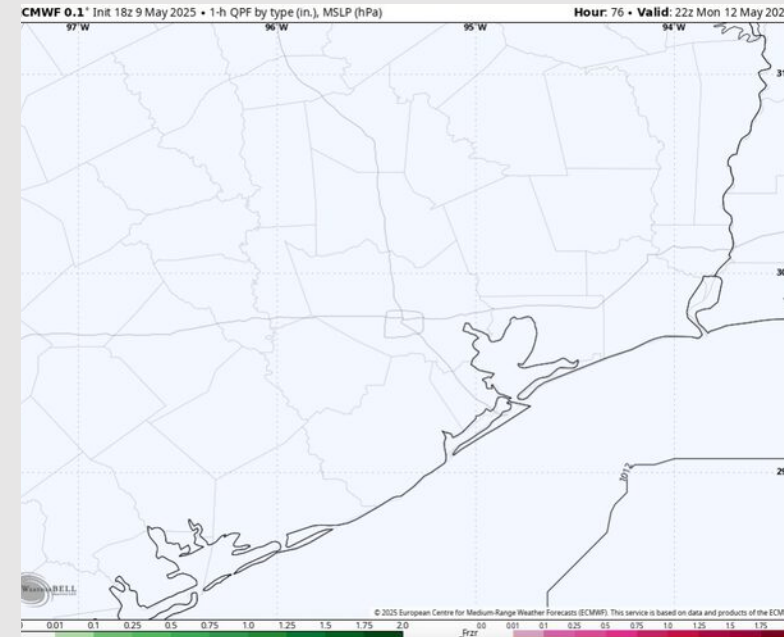 CMWF 0.1° Init 18z 9 May 2025 • 1-h QPF by type (in.), MSLP (hPa) Hour: 76 • Valid: 22z Mon 12 May 202
97°W 96°W 95°W 94°W
31
30
1012
29
WEATHERBELL
© 2025 European Centre for Medium-Range Weather Forecasts (ECMWF). This service is based on data and products of the ECM
0.01 0.1 0.25 0.5 0.75 1.0 1.25 1.5 1.75 2.0 0.0 0.01 0.1 0.25 0.5 0.75 1.0 1.25 1.5 1.75
Frzr